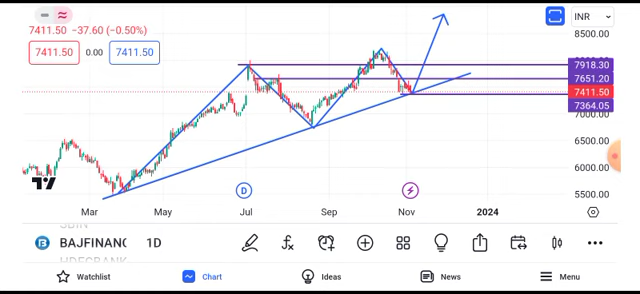 INR
7411.50 −37.60 (−0.50%)
8500.00
7411.50 0.00 7411.50
7918.30
7651.20
7411.50
7364.05
7000.00
6500.00
6000.00
5500.00
D
Mar May Jul Sep Nov 2024
BAJFINANC 1D
Watchlist Chart Ideas News Menu